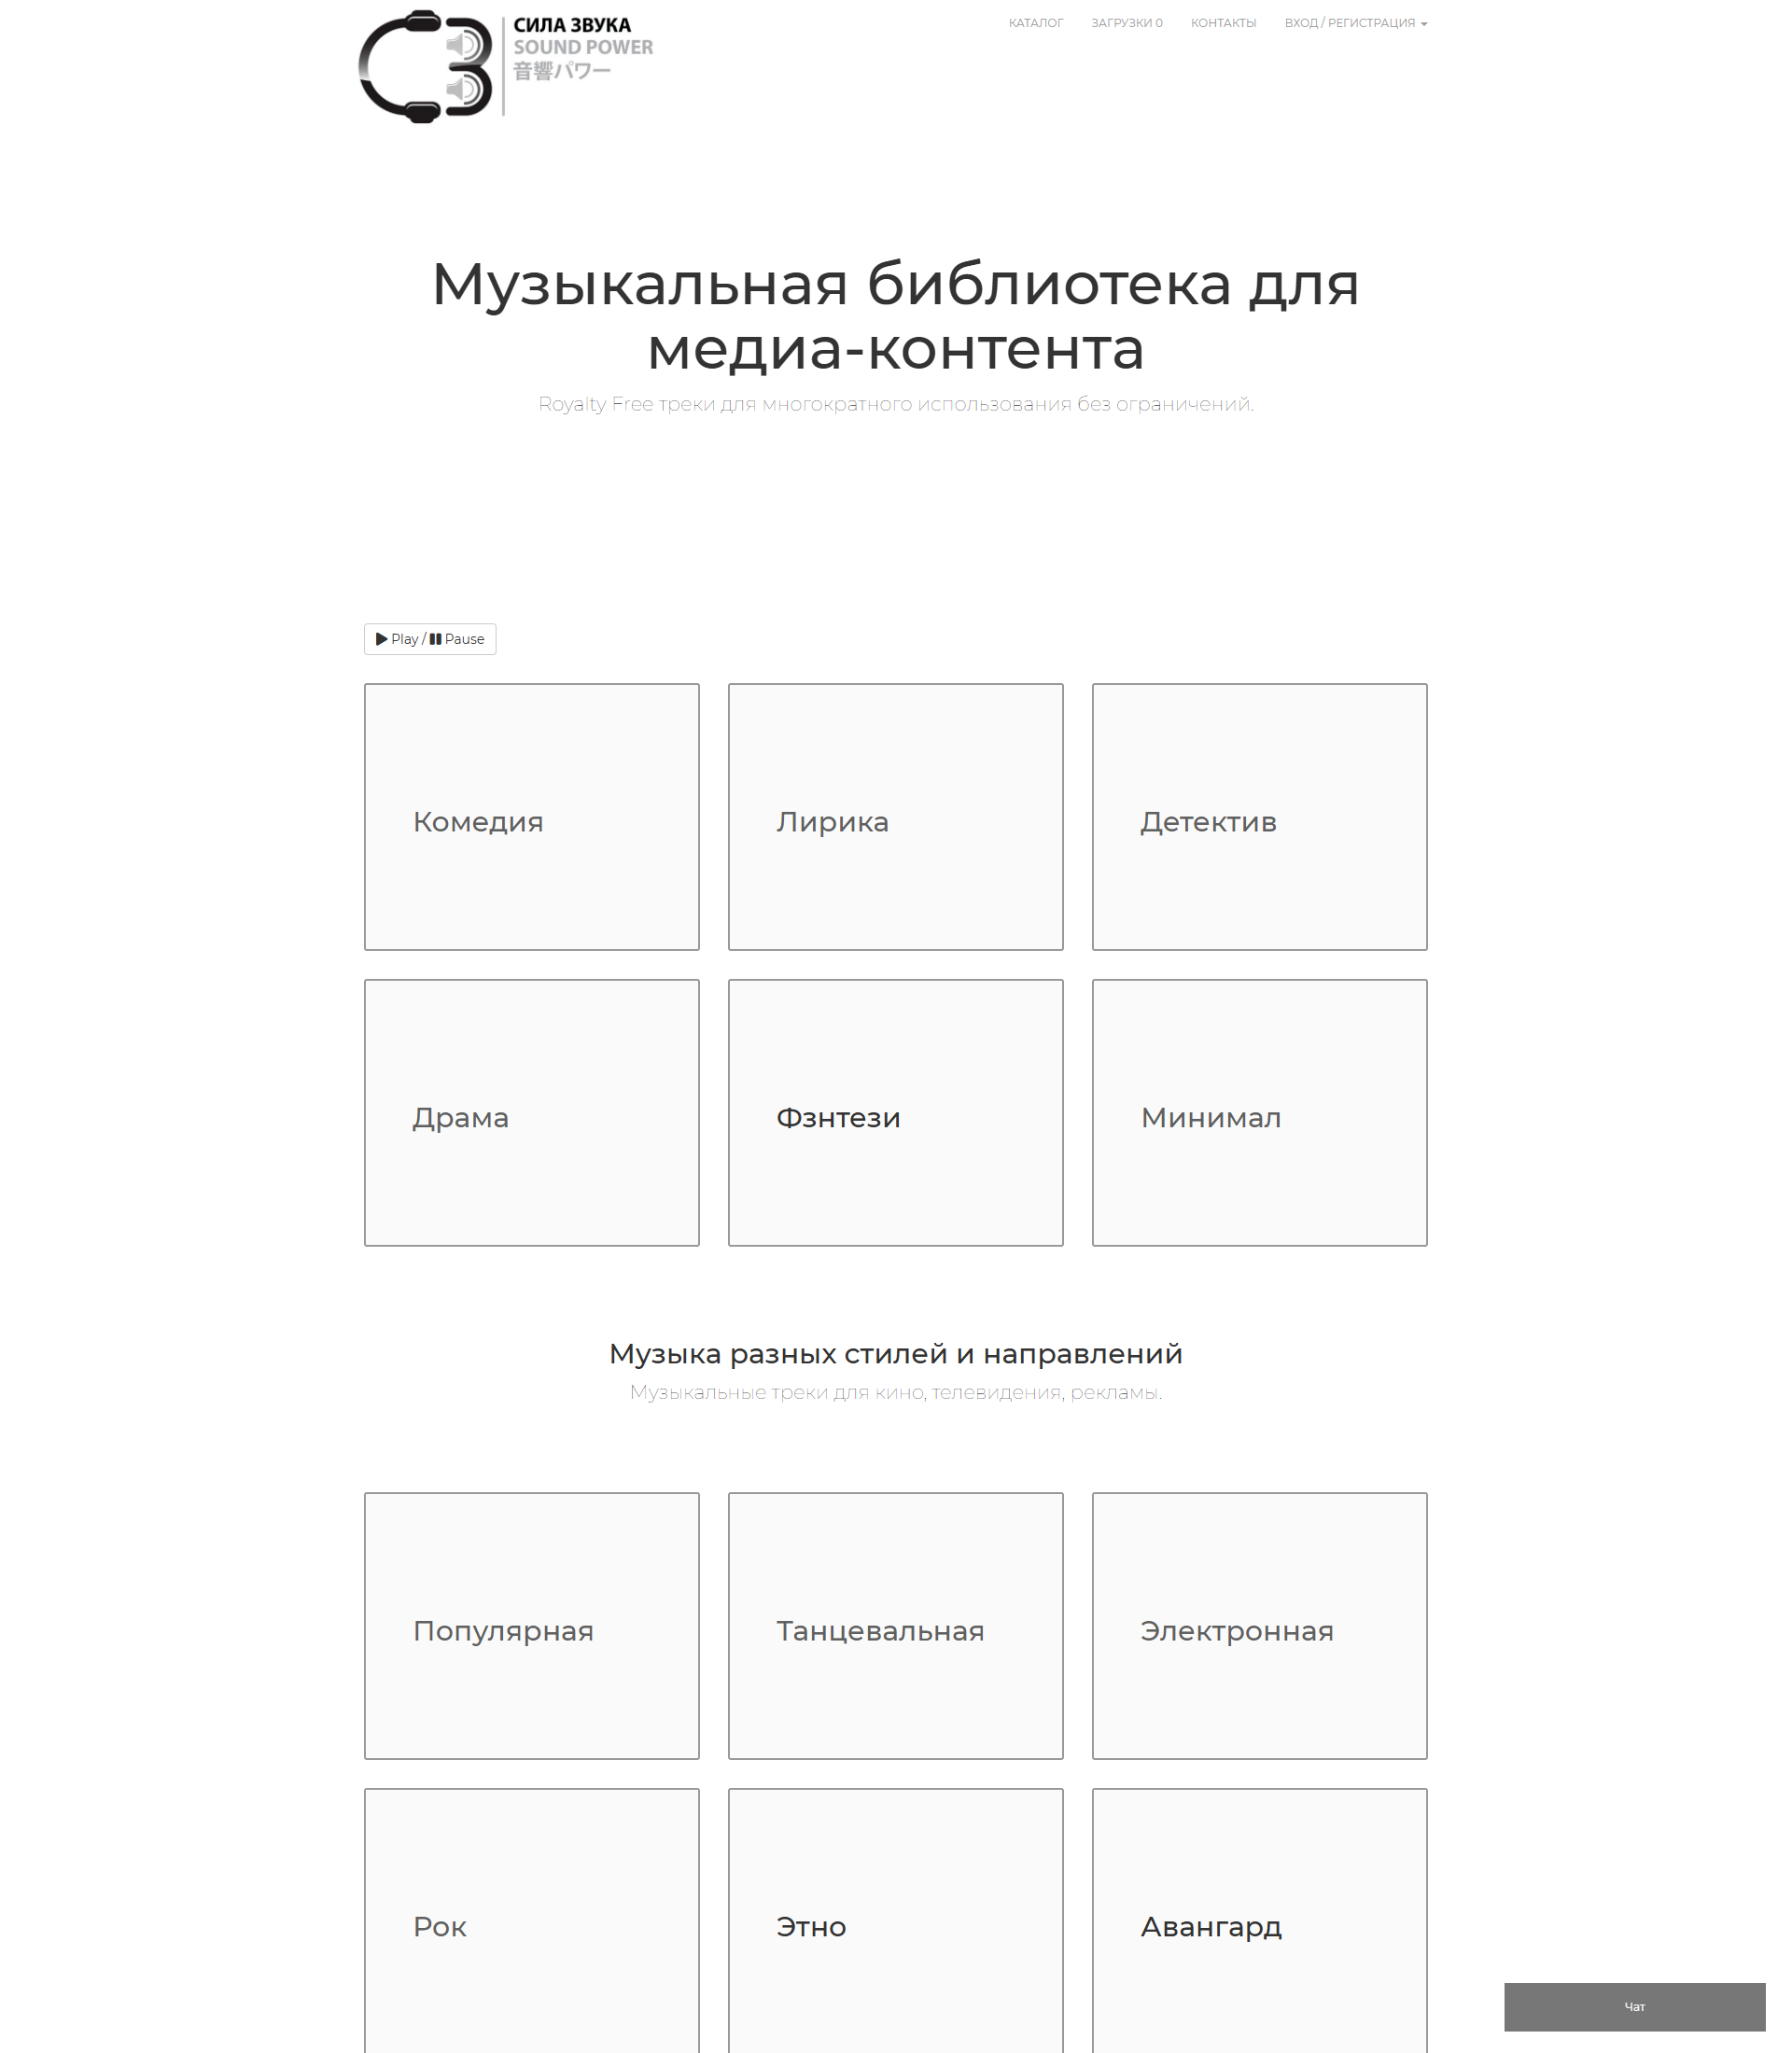 СИЛА ЗВУКА
SOUND POWER
音響パワー
КАТАЛОГ
ЗАГРУЗКИ 0
КОНТАКТЫ
ВХОД / РЕГИСТРАЦИЯ
Музыкальная библиотека для
медиа-контента
Royalty Free треки для многократного использования без ограничений.
Play / Pause
Комедия
Лирика
Детектив
Драма
Фзнтези
Минимал
Музыка разных стилей и направлений
Музыкальные треки для кино, телевидения, рекламы.
Популярная
Танцевальная
Электронная
Рок
Этно
Авангард
Чат